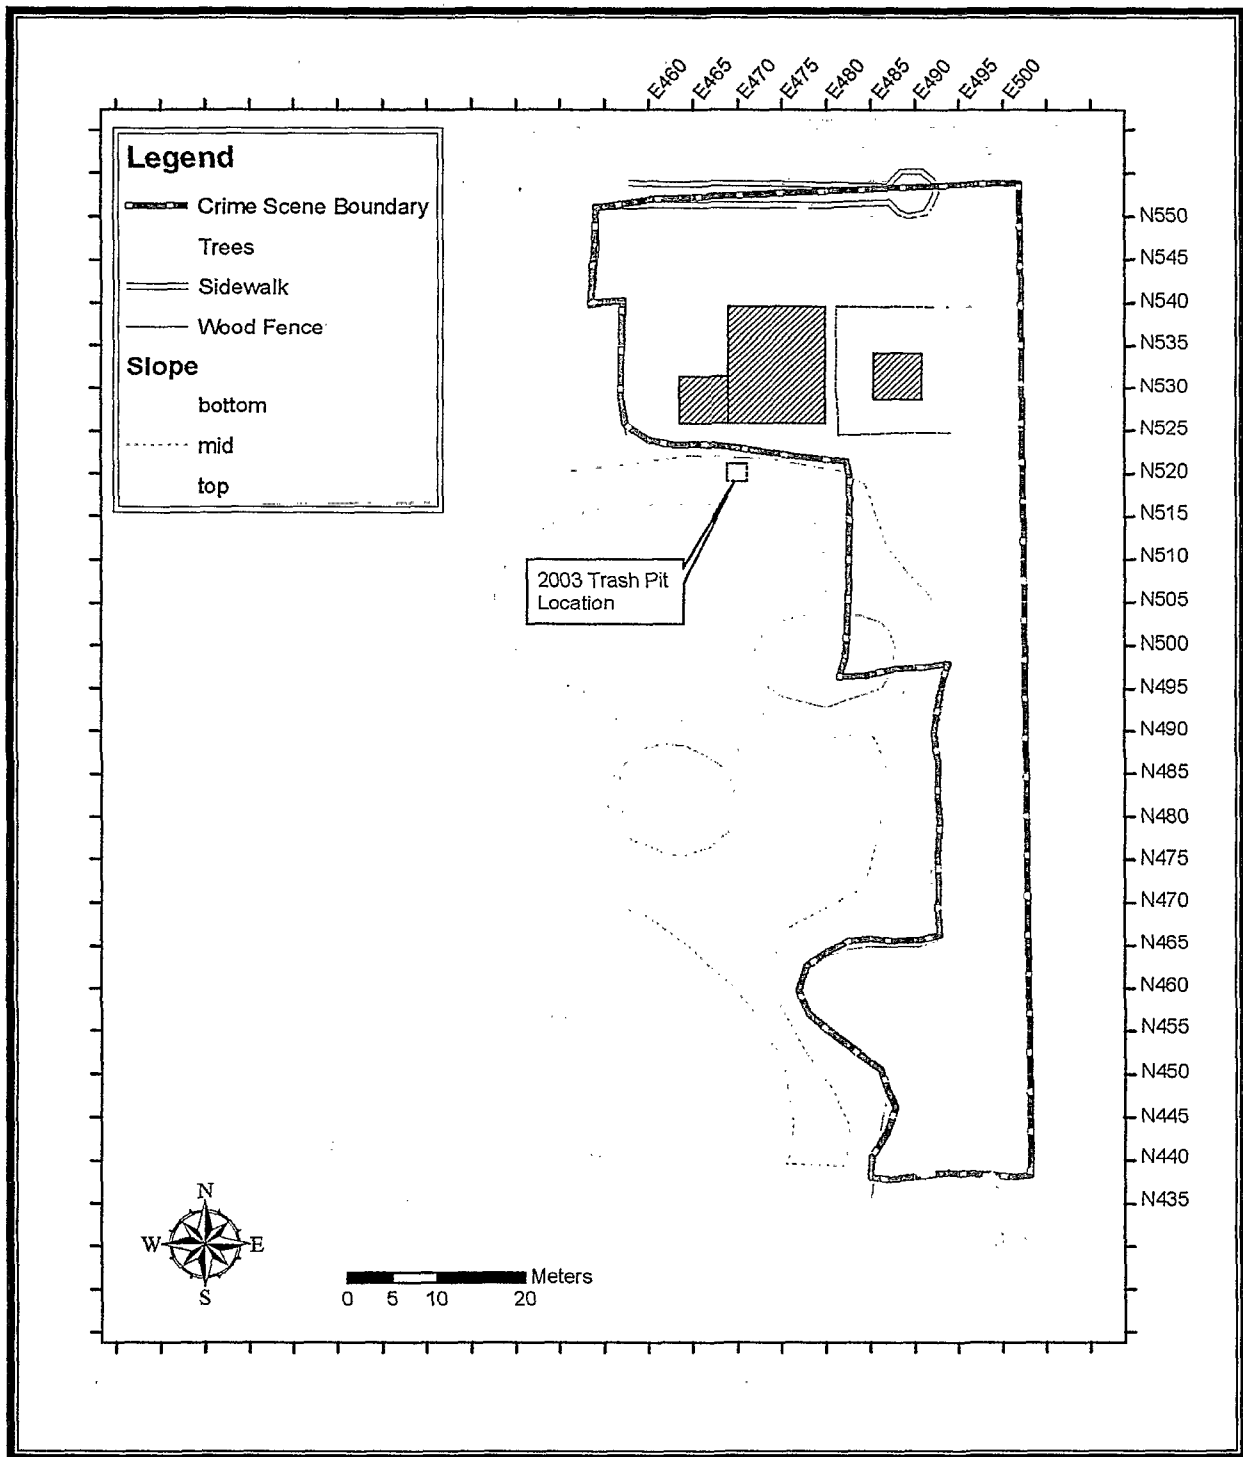 E460 E465 E470 E475 E480 E485 E490 E495 E500
Legend
Crime Scene Boundary
Trees
Sidewalk
Wood Fence
Slope
bottom
mid
top
N550
N545
N540
N535
N530
N525
N520
N515
N510
N505
N500
N495
N490
N485
N480
N475
N470
N465
N460
N455
N450
N445
N440
N435
2003 Trash Pit
Location
N
W E
S
Meters
0 5 10 20